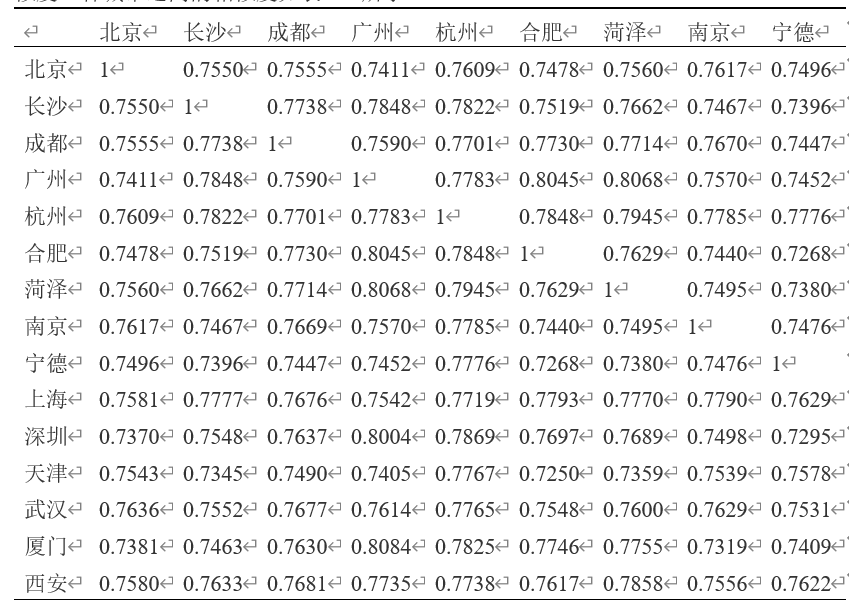 北京 长沙 成都 广州 杭州 合肥 菏泽 南京 宁德
北京 1 0.7550 0.7555 0.7411 0.7609 0.7478 0.7560 0.7617 0.7496
长沙 0.7550 1 0.7738 0.7848 0.7822 0.7519 0.7662 0.7467 0.7396
成都 0.7555 0.7738 1 0.7590 0.7701 0.7730 0.7714 0.7670 0.7447
广州 0.7411 0.7848 0.7590 1 0.7783 0.8045 0.8068 0.7570 0.7452
杭州 0.7609 0.7822 0.7701 0.7783 1 0.7848 0.7945 0.7785 0.7776
合肥 0.7478 0.7519 0.7730 0.8045 0.7848 1 0.7629 0.7440 0.7268
菏泽 0.7560 0.7662 0.7714 0.8068 0.7945 0.7629 1 0.7495 0.7380
南京 0.7617 0.7467 0.7669 0.7570 0.7785 0.7440 0.7495 1 0.7476
宁德 0.7496 0.7396 0.7447 0.7452 0.7776 0.7268 0.7380 0.7476 1
上海 0.7581 0.7777 0.7676 0.7542 0.7719 0.7793 0.7770 0.7790 0.7629
深圳 0.7370 0.7548 0.7637 0.8004 0.7869 0.7697 0.7689 0.7498 0.7295
天津 0.7543 0.7345 0.7490 0.7405 0.7767 0.7250 0.7359 0.7539 0.7578
武汉 0.7636 0.7552 0.7677 0.7614 0.7765 0.7548 0.7600 0.7629 0.7531
厦门 0.7381 0.7463 0.7630 0.8084 0.7825 0.7746 0.7755 0.7319 0.7409
西安 0.7580 0.7633 0.7681 0.7735 0.7738 0.7617 0.7858 0.7556 0.7622